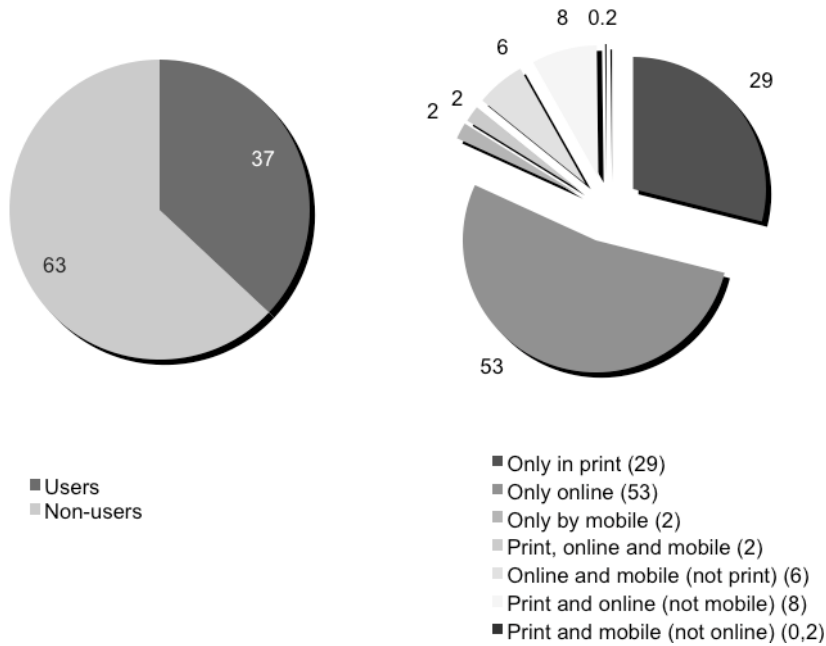 8
0.2
6
29
2
2
37
63
53
Users
Non-users
Only in print (29)
Only online (53)
Only by mobile (2)
Print, online and mobile (2)
Online and mobile (not print) (6)
Print and online (not mobile) (8)
Print and mobile (not online) (0,2)